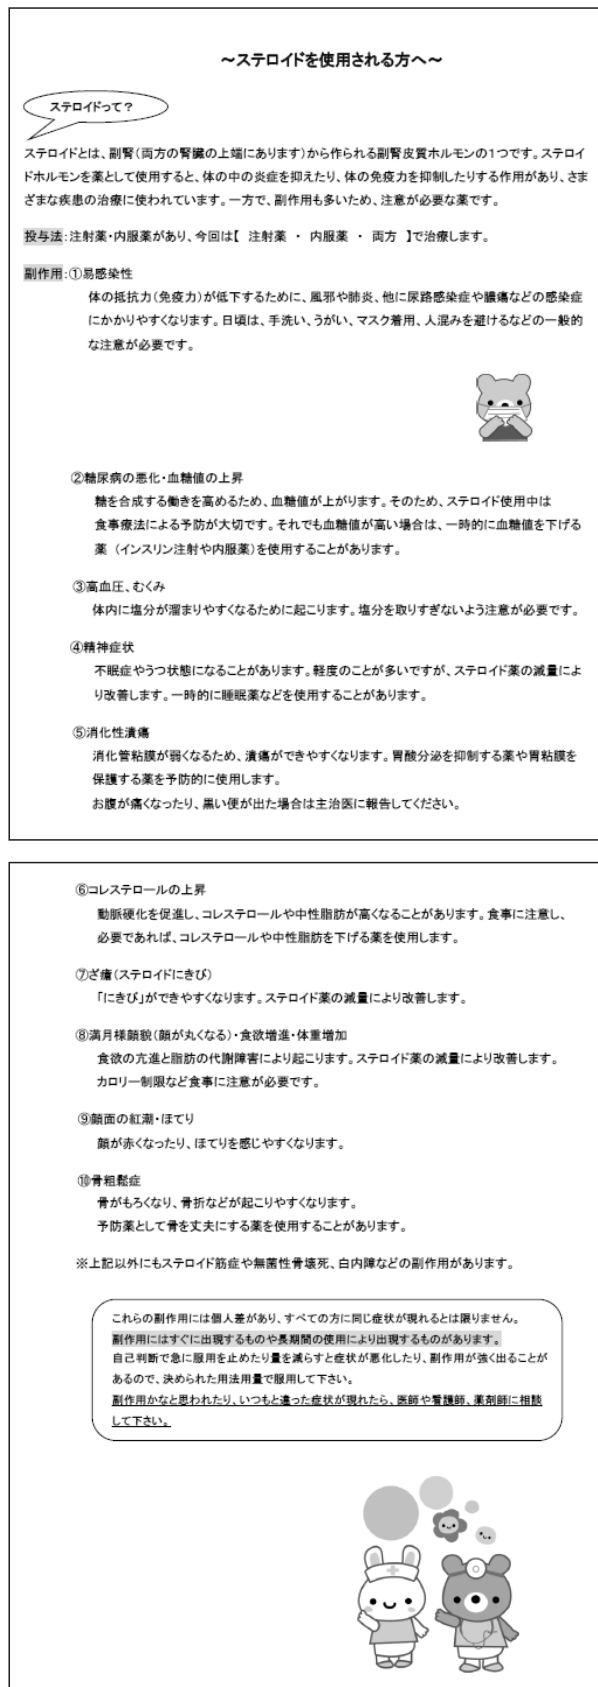 ～ステロイドを使用される方へ～
ステロイドって？
ステロイドとは、副腎（両方の腎臓の上端にあります）から作られる副腎皮質ホルモンの1つです。ステロイ
ドホルモンを薬として使用すると、体の中の炎症を抑えたり、体の免疫力を抑制したりする作用があり、さま
ざまな疾患の治療に使われています。一方で、副作用も多いため、注意が必要な薬です。
投与法：注射薬・内服薬があり、今回は【 注射薬 ・ 内服薬 ・ 両方 】で治療します。
副作用：①易感染性
体の抵抗力（免疫力）が低下するために、風邪や肺炎、他に尿路感染症や膿瘍などの感染症
にかかりやすくなります。日頃は、手洗い、うがい、マスク着用、人混みを避けるなどの一般的
な注意が必要です。
②糖尿病の悪化・血糖値の上昇
糖を合成する働きを高めるため、血糖値が上がります。そのため、ステロイド使用中は
食事療法による予防が大切です。それでも血糖値が高い場合は、一時的に血糖値を下げる
薬 （インスリン注射や内服薬）を使用することがあります。
③高血圧、むくみ
体内に塩分が溜まりやすくなるために起こります。塩分を取りすぎないよう注意が必要です。
④精神症状
不眠症やうつ状態になることがあります。軽度のことが多いですが、ステロイド薬の減量によ
り改善します。一時的に睡眠薬などを使用することがあります。
⑤消化性潰瘍
消化管粘膜が弱くなるため、潰瘍ができやすくなります。胃酸分泌を抑制する薬や胃粘膜を
保護する薬を予防的に使用します。
お腹が痛くなったり、黒い便が出た場合は主治医に報告してください。
⑥コレステロールの上昇
動脈硬化を促進し、コレステロールや中性脂肪が高くなることがあります。食事に注意し、
必要であれば、コレステロールや中性脂肪を下げる薬を使用します。
⑦ざ瘡（ステロイドにきび）
「にきび」ができやすくなります。ステロイド薬の減量により改善します。
⑧満月様顔貌（顔が丸くなる）・食欲増進・体重増加
食欲の亢進と脂肪の代謝障害により起こります。ステロイド薬の減量により改善します。
カロリー制限など食事に注意が必要です。
⑨顔面の紅潮・ほてり
顔が赤くなったり、ほてりを感じやすくなります。
⑩骨粗鬆症
骨がもろくなり、骨折などが起こりやすくなります。
予防薬として骨を丈夫にする薬を使用することがあります。
※上記以外にもステロイド筋症や無菌性骨壊死、白内障などの副作用があります。
これらの副作用には個人差があり、すべての方に同じ症状が現れるとは限りません。
副作用にはすぐに出現するものや長期間の使用により出現するものがあります。
自己判断で急に服用を止めたり量を減らすと症状が悪化したり、副作用が強く出ることが
あるので、決められた用法用量で服用して下さい。
副作用かなと思われたり、いつもと違った症状が現れたら、医師や看護師、薬剤師に相談
して下さい。